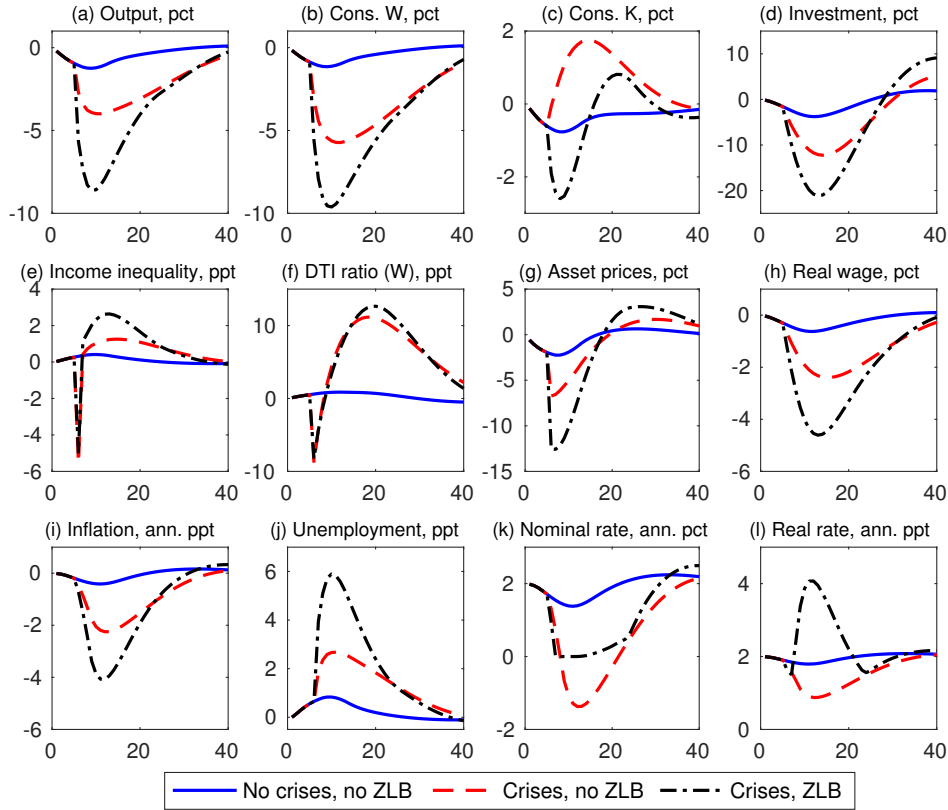 (a) Output, pct
0
-5
-10
0 20 40
(b) Cons. W, pct
0
-5
-10
0 20 40
(c) Cons. K, pct
2
0
-2
0 20 40
(d) Investment, pct
10
0
-10
-20
0 20 40
(e) Income inequality, ppt
4
2
0
-2
-4
-6
0 20 40
(f) DTI ratio (W), ppt
10
0
-10
0 20 40
(g) Asset prices, pct
5
0
-5
-10
-15
0 20 40
(h) Real wage, pct
0
-2
-4
-6
0 20 40
(i) Inflation, ann. ppt
0
-2
-4
-6
0 20 40
(j) Unemployment, ppt
6
4
2
0
0 20 40
(k) Nominal rate, ann. pct
2
0
-2
0 20 40
(l) Real rate, ann. ppt
4
2
0
0 20 40
No crises, no ZLB Crises, no ZLB Crises, ZLB